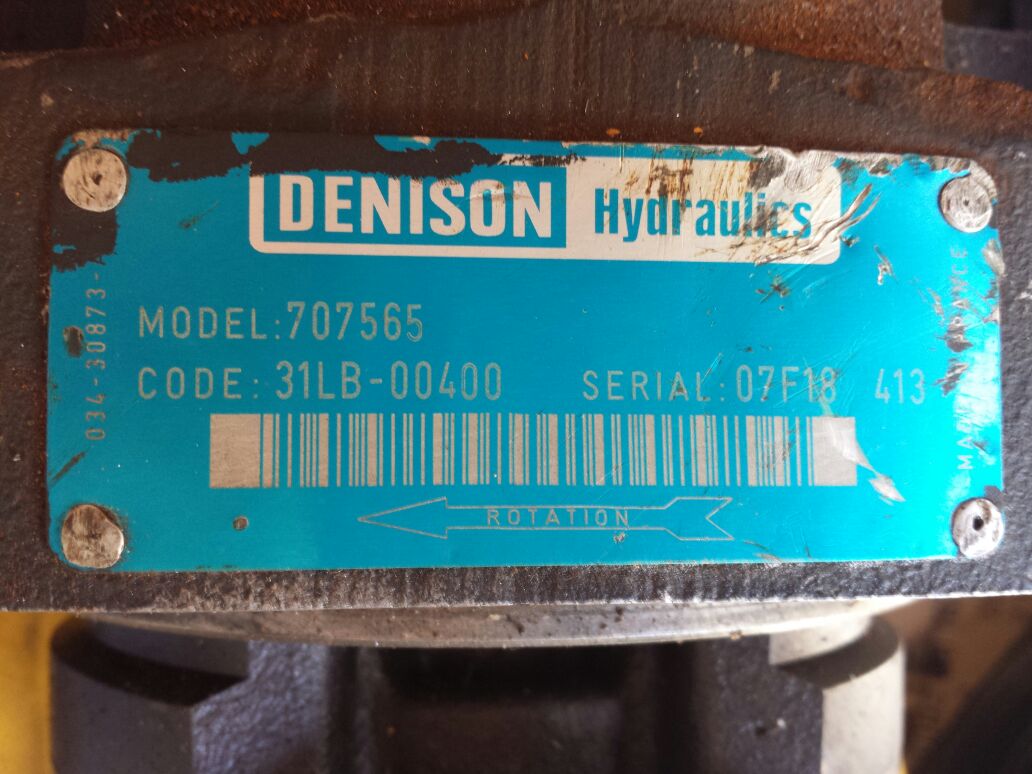 DENISON Hydraulics
MODEL:707565
CODE: 31LB-00400 SERIAL: 07F18 413
ROTATION
034-30873-